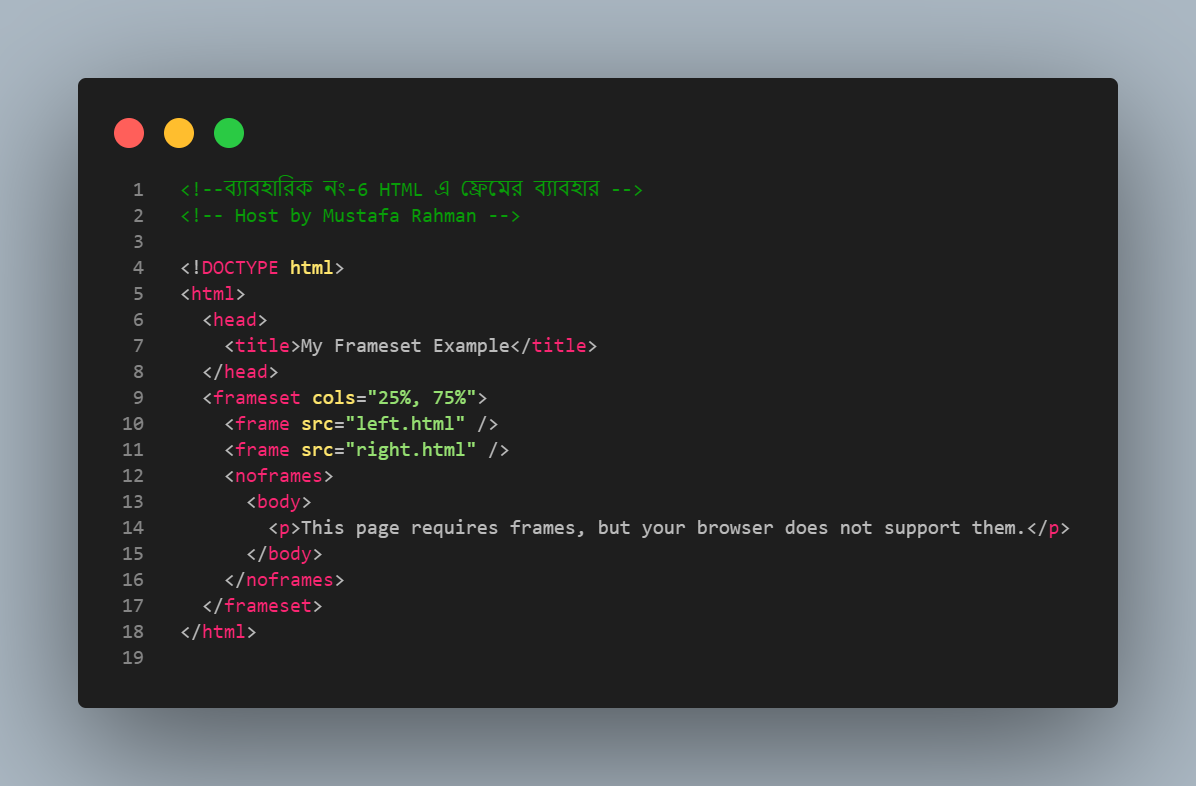 1 <!--ব্যাবহারিক নং-6 HTML এ ফ্রেমের ব্যাবহার -->
2 <!-- Host by Mustafa Rahman -->
3
4 <!DOCTYPE html>
5 <html>
6   <head>
7     <title>My Frameset Example</title>
8   </head>
9   <frameset cols="25%, 75%">
10     <frame src="left.html" />
11     <frame src="right.html" />
12     <noframes>
13       <body>
14         <p>This page requires frames, but your browser does not support them.</p>
15       </body>
16     </noframes>
17   </frameset>
18 </html>
19